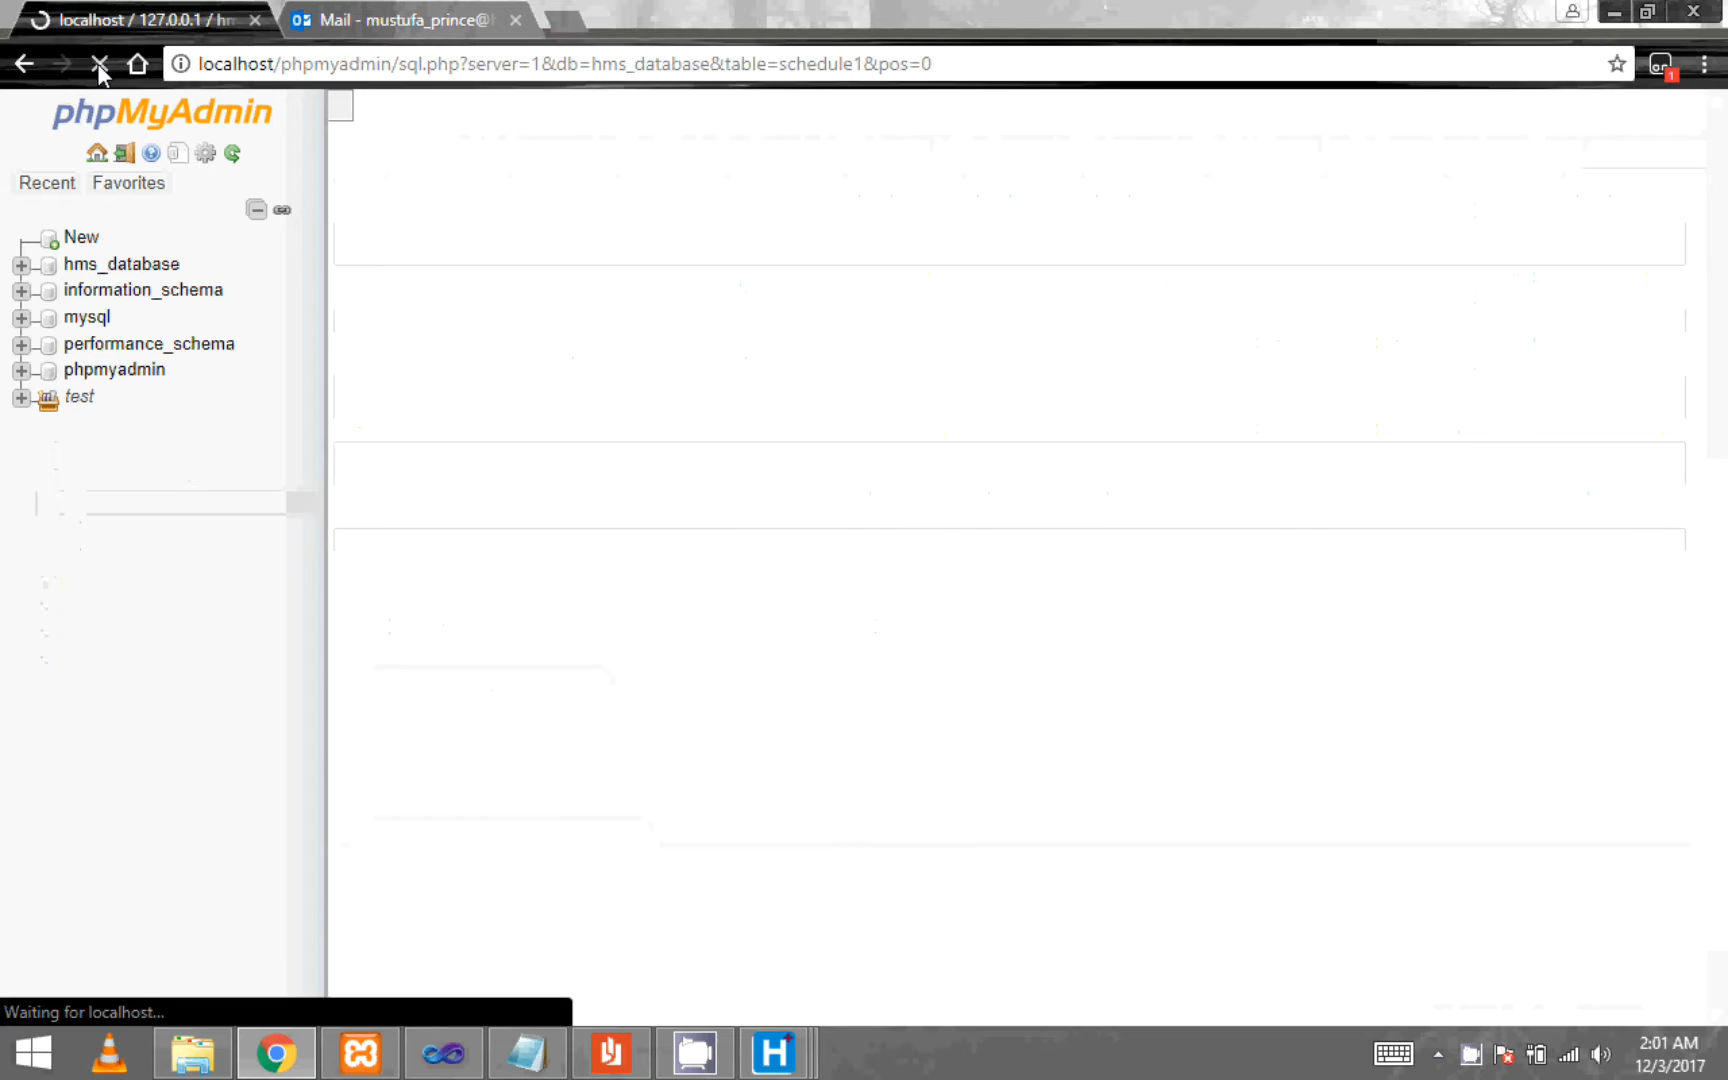 localhost / 127.0.0.1 / hm
Mail - mustufa_prince@h
localhost/phpmyadmin/sql.php?server=1&db=hms_database&table=schedule1&pos=0
1
phpMyAdmin
Recent
Favorites
New
hms_database
information_schema
mysql
performance_schema
phpmyadmin
test
Waiting for localhost...
H
2:01 AM
12/3/2017